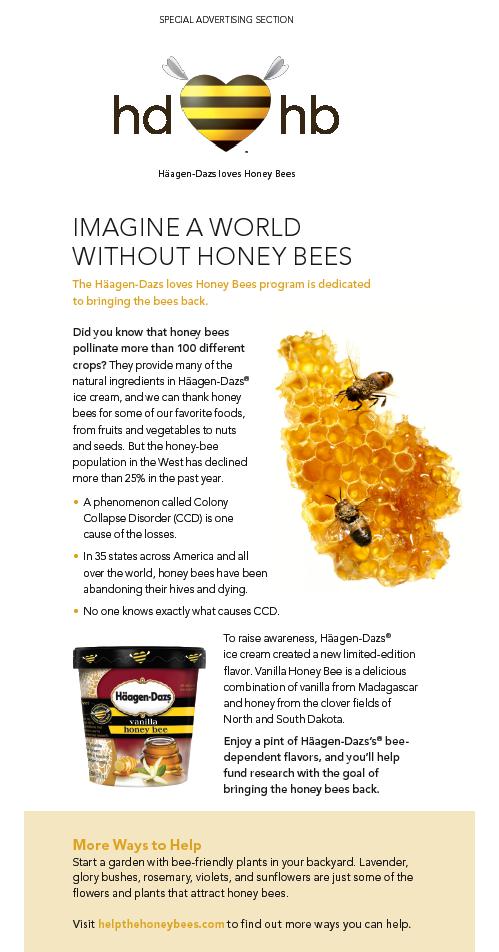 SPECIAL ADVERTISING SECTION
hd hb
Häagen-Dazs loves Honey Bees
IMAGINE A WORLD
WITHOUT HONEY BEES
The Häagen-Dazs loves Honey Bees program is dedicated
to bringing the bees back.
Did you know that honey bees
pollinate more than 100 different
crops? They provide many of the
natural ingredients in Häagen-Dazs®
ice cream, and we can thank honey
bees for some of our favorite foods,
from fruits and vegetables to nuts
and seeds. But the honey-bee
population in the West has declined
more than 25% in the past year.
• A phenomenon called Colony
Collapse Disorder (CCD) is one
cause of the losses.
• In 35 states across America and all
over the world, honey bees have been
abandoning their hives and dying.
• No one knows exactly what causes CCD.
To raise awareness, Häagen-Dazs®
ice cream created a new limited-edition
flavor. Vanilla Honey Bee is a delicious
combination of vanilla from Madagascar
and honey from the clover fields of
North and South Dakota.
Enjoy a pint of Häagen-Dazs's® bee-
dependent flavors, and you'll help
fund research with the goal of
bringing the honey bees back.
Häagen-Dazs
vanilla
honey bee
More Ways to Help
Start a garden with bee-friendly plants in your backyard. Lavender,
glory bushes, rosemary, violets, and sunflowers are just some of the
flowers and plants that attract honey bees.
Visit helpthehoneybees.com to find out more ways you can help.